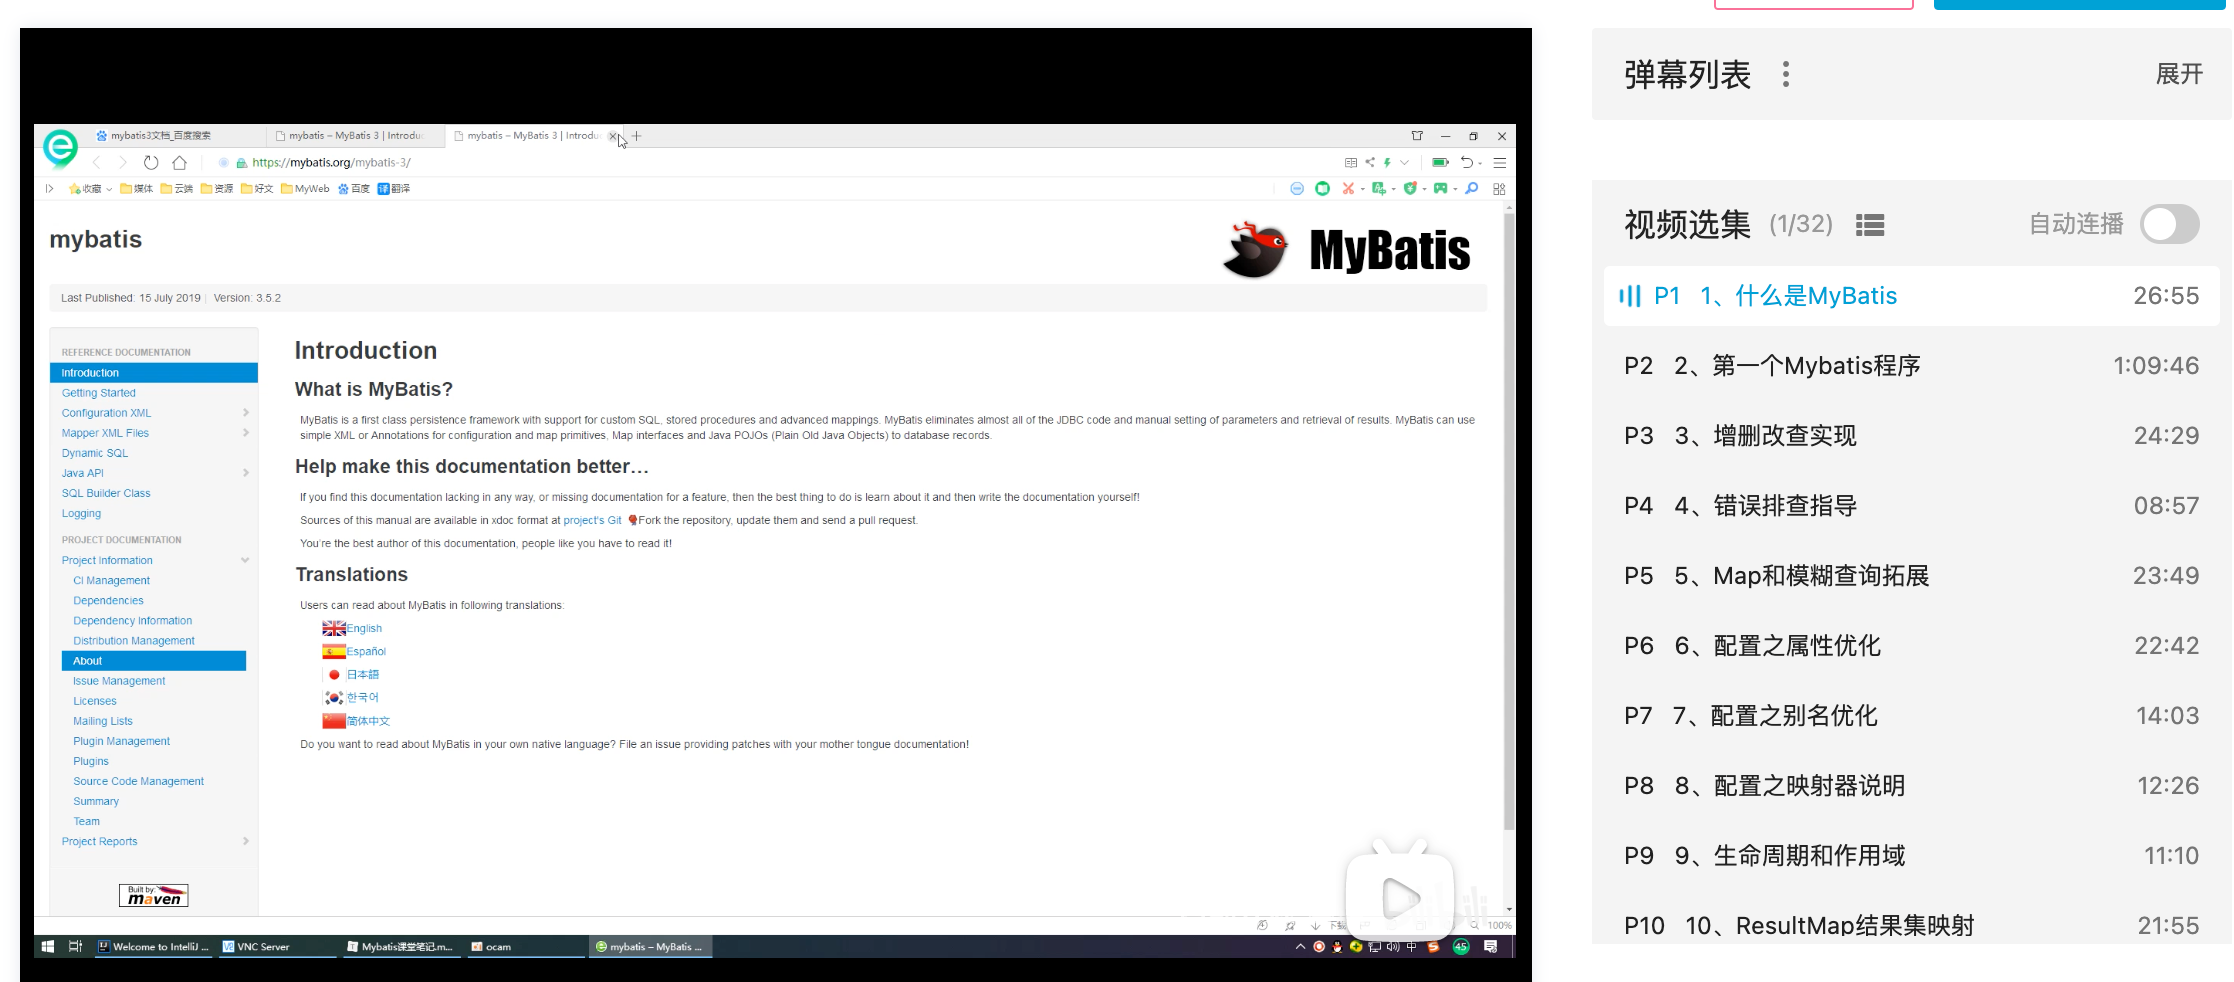 mybatis3文档_百度搜索
mybatis – MyBatis 3 | Introdu
mybatis – MyBatis 3 | Introdu
https://mybatis.org/mybatis-3/
收藏 媒体 云端 资源 好文 MyWeb 百度 翻译
mybatis
MyBatis
Last Published: 15 July 2019 | Version: 3.5.2
REFERENCE DOCUMENTATION
Introduction
Getting Started
Configuration XML
Mapper XML Files
Dynamic SQL
Java API
SQL Builder Class
Logging
PROJECT DOCUMENTATION
Project Information
CI Management
Dependencies
Dependency Information
Distribution Management
About
Issue Management
Licenses
Mailing Lists
Plugin Management
Plugins
Source Code Management
Summary
Team
Project Reports
Built by:
maven
Introduction
What is MyBatis?
MyBatis is a first class persistence framework with support for custom SQL, stored procedures and advanced mappings. MyBatis eliminates almost all of the JDBC code and manual setting of parameters and retrieval of results. MyBatis can use
simple XML or Annotations for configuration and map primitives, Map interfaces and Java POJOs (Plain Old Java Objects) to database records.
Help make this documentation better…
If you find this documentation lacking in any way, or missing documentation for a feature, then the best thing to do is learn about it and then write the documentation yourself!
Sources of this manual are available in xdoc format at project's Git Fork the repository, update them and send a pull request.
You're the best author of this documentation, people like you have to read it!
Translations
Users can read about MyBatis in following translations:
English
Español
日本語
한국어
简体中文
Do you want to read about MyBatis in your own native language? File an issue providing patches with your mother tongue documentation!
100%
Welcome to IntelliJ ... VNC Server Mybatis课堂笔记.m... ocam mybatis – MyBatis ...
中 45
弹幕列表 展开
视频选集 (1/32) 自动连播
P1 1、什么是MyBatis 26:55
P2 2、第一个Mybatis程序 1:09:46
P3 3、增删改查实现 24:29
P4 4、错误排查指导 08:57
P5 5、Map和模糊查询拓展 23:49
P6 6、配置之属性优化 22:42
P7 7、配置之别名优化 14:03
P8 8、配置之映射器说明 12:26
P9 9、生命周期和作用域 11:10
P10 10、ResultMap结果集映射 21:55